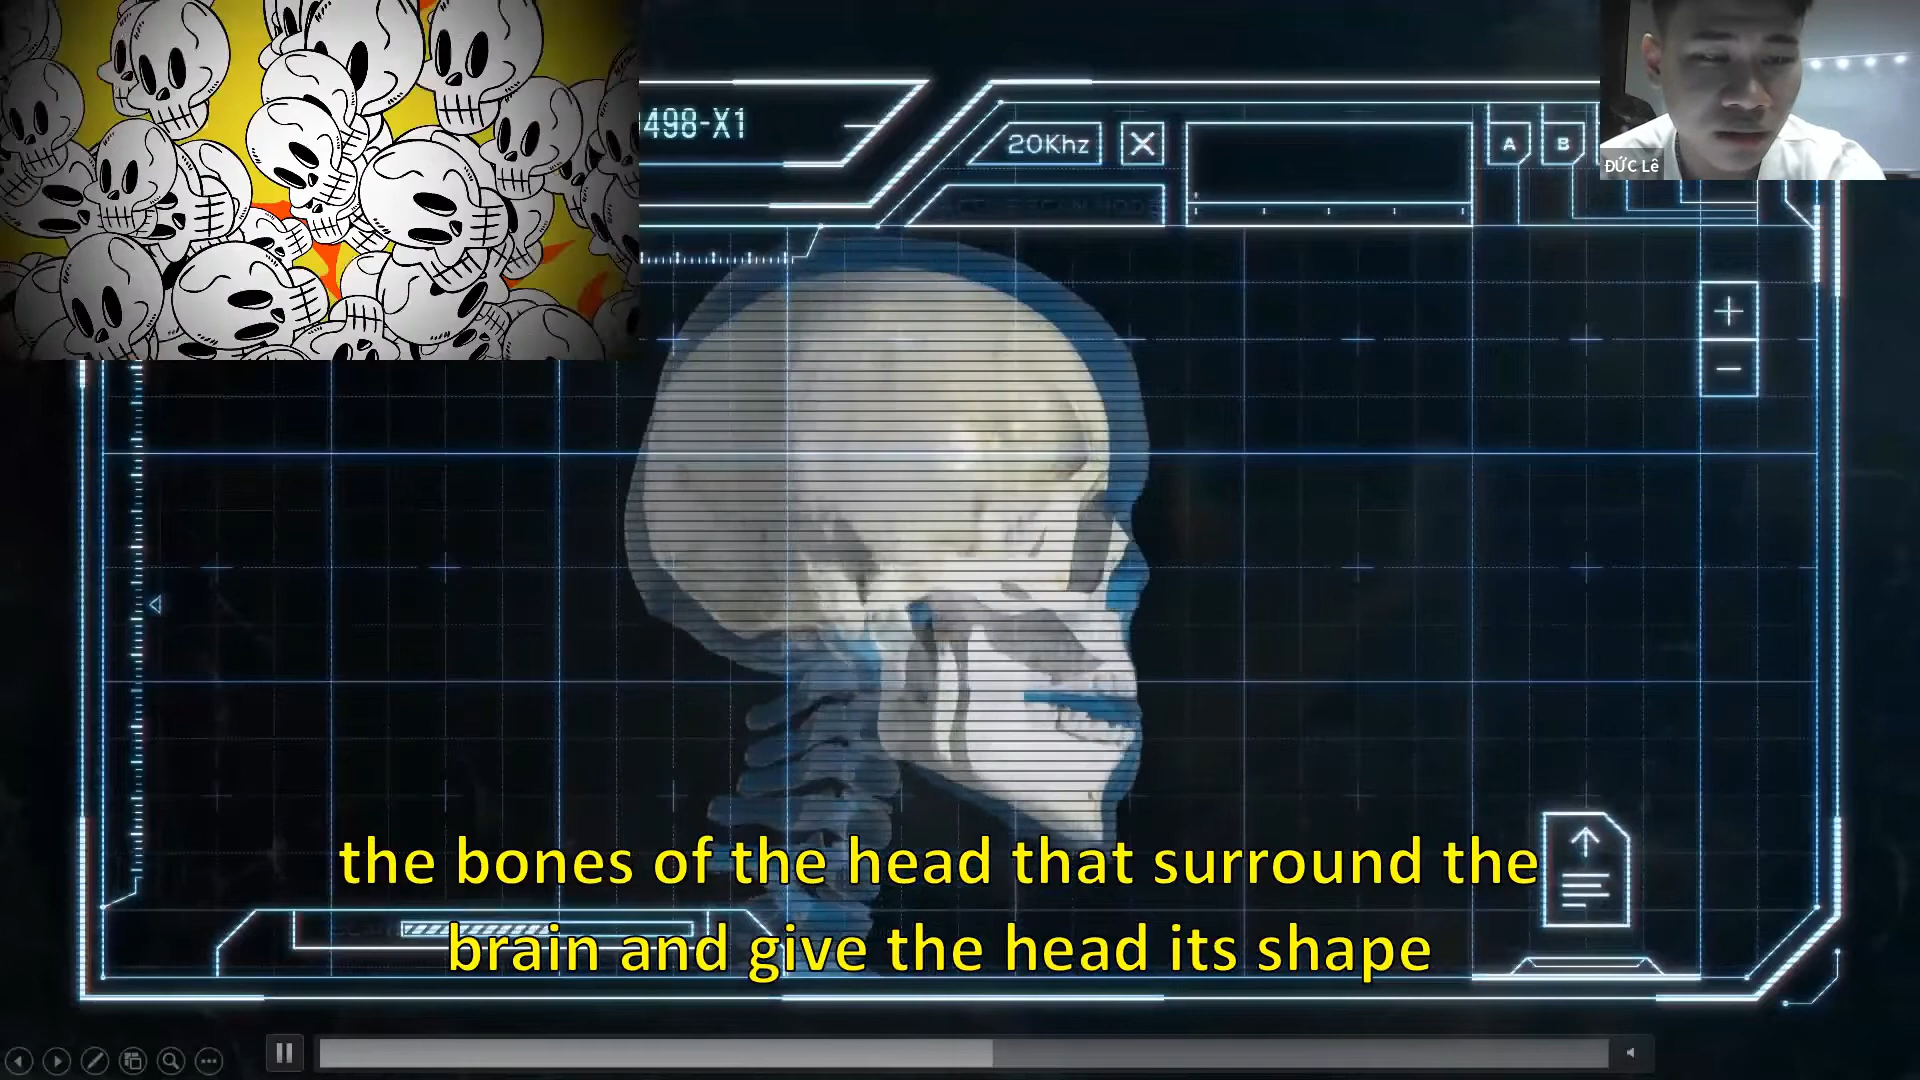 498-X1
20Khz
A
B
ĐỨC Lê
the bones of the head that surround the
brain and give the head its shape